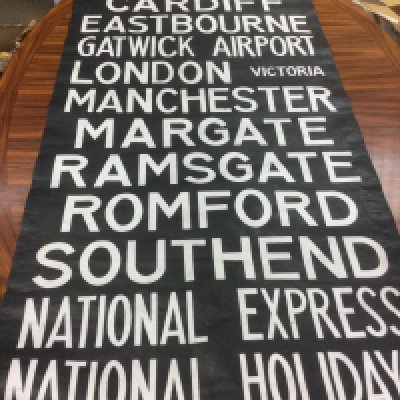 CARDIFF
EASTBOURNE
GATWICK AIRPORT
LONDON VICTORIA
MANCHESTER
MARGATE
RAMSGATE
ROMFORD
SOUTHEND
NATIONAL EXPRESS
NATIONAL HOLIDAY